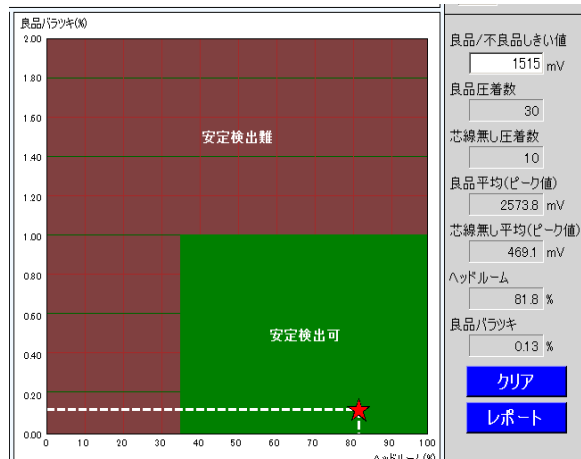 良品バラツキ(%)
2.00
1.80
1.60
1.40
1.20
1.00
0.80
0.60
0.40
0.20
0.00
0 10 20 30 40 50 60 70 80 90 100
安定検出難
安定検出可
良品/不良品しきい値
1515 mV
良品圧着数
30
芯線無し圧着数
10
良品平均(ピーク値)
2573.8 mV
芯線無し平均(ピーク値)
469.1 mV
ヘッドルーム
81.8 %
良品バラツキ
0.13 %
クリア
レポート